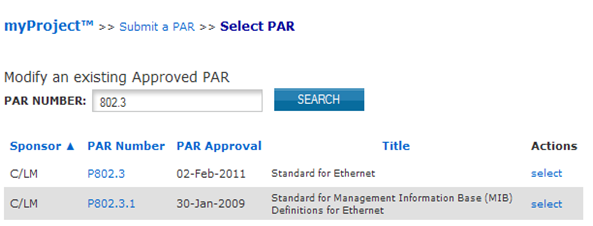 myProject™ >> Submit a PAR >> Select PAR
Modify an existing Approved PAR
PAR NUMBER: 802.3 SEARCH
Sponsor ▲ PAR Number PAR Approval Title Actions
C/LM P802.3 02-Feb-2011 Standard for Ethernet select
C/LM P802.3.1 30-Jan-2009 Standard for Management Information Base (MIB) select
Definitions for Ethernet